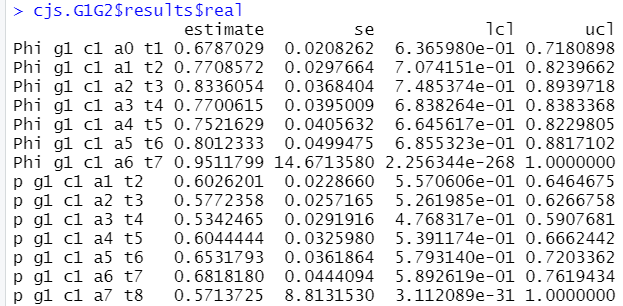 > cjs.G1G2$results$real
estimate se lcl ucl
Phi g1 c1 a0 t1 0.6787029 0.0208262 6.365980e-01 0.7180898
Phi g1 c1 a1 t2 0.7708572 0.0297664 7.074151e-01 0.8239662
Phi g1 c1 a2 t3 0.8336054 0.0368404 7.485374e-01 0.8939718
Phi g1 c1 a3 t4 0.7700615 0.0395009 6.838264e-01 0.8383368
Phi g1 c1 a4 t5 0.7521629 0.0405632 6.645617e-01 0.8229805
Phi g1 c1 a5 t6 0.8012333 0.0499475 6.855323e-01 0.8817102
Phi g1 c1 a6 t7 0.9511799 14.6713580 2.256344e-268 1.0000000
p g1 c1 a1 t2 0.6026201 0.0228660 5.570606e-01 0.6464675
p g1 c1 a2 t3 0.5772358 0.0257165 5.261985e-01 0.6266758
p g1 c1 a3 t4 0.5342465 0.0291916 4.768317e-01 0.5907681
p g1 c1 a4 t5 0.6044444 0.0325980 5.391174e-01 0.6662442
p g1 c1 a5 t6 0.6531793 0.0361864 5.793140e-01 0.7203362
p g1 c1 a6 t7 0.6818180 0.0444094 5.892619e-01 0.7619434
p g1 c1 a7 t8 0.5713725 8.8131530 3.112089e-31 1.0000000